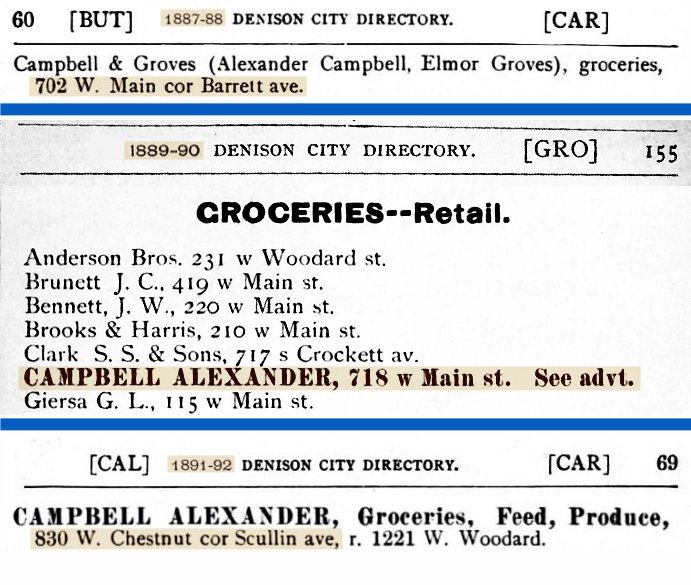 60 [BUT] 1887-88 DENISON CITY DIRECTORY. [CAR]
Campbell & Groves (Alexander Campbell, Elmor Groves), groceries,
702 W. Main cor Barrett ave.
1889-90 DENISON CITY DIRECTORY. [GRO] 155
GROCERIES--Retail.
Anderson Bros. 231 w Woodard st.
Brunett J. C., 419 w Main st.
Bennett, J. W., 220 w Main st.
Brooks & Harris, 210 w Main st.
Clark S. S. & Sons, 717 s Crockett av.
CAMPBELL ALEXANDER, 718 w Main st. See advt.
Giersa G. L., 115 w Main st.
[CAL] 1891-92 DENISON CITY DIRECTORY. [CAR] 69
CAMPBELL ALEXANDER, Groceries, Feed, Produce,
830 W. Chestnut cor Scullin ave, r. 1221 W. Woodard.